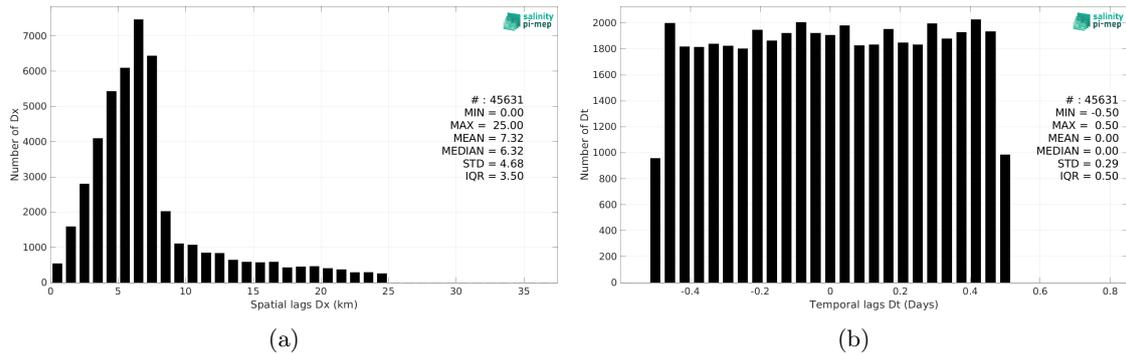 salinity
pi-mep
7000
6000
5000
4000
3000
2000
1000
0
Number of Dx
# : 45631
MIN = 0.00
MAX = 25.00
MEAN = 7.32
MEDIAN = 6.32
STD = 4.68
IQR = 3.50
0 5 10 15 20 25 30 35
Spatial lags Dx (km)
(a)
salinity
pi-mep
2000
1800
1600
1400
1200
1000
800
600
400
200
0
Number of Dt
# : 45631
MIN = -0.50
MAX = 0.50
MEAN = 0.00
MEDIAN = 0.00
STD = 0.29
IQR = 0.50
-0.4 -0.2 0 0.2 0.4 0.6 0.8
Temporal lags Dt (Days)
(b)